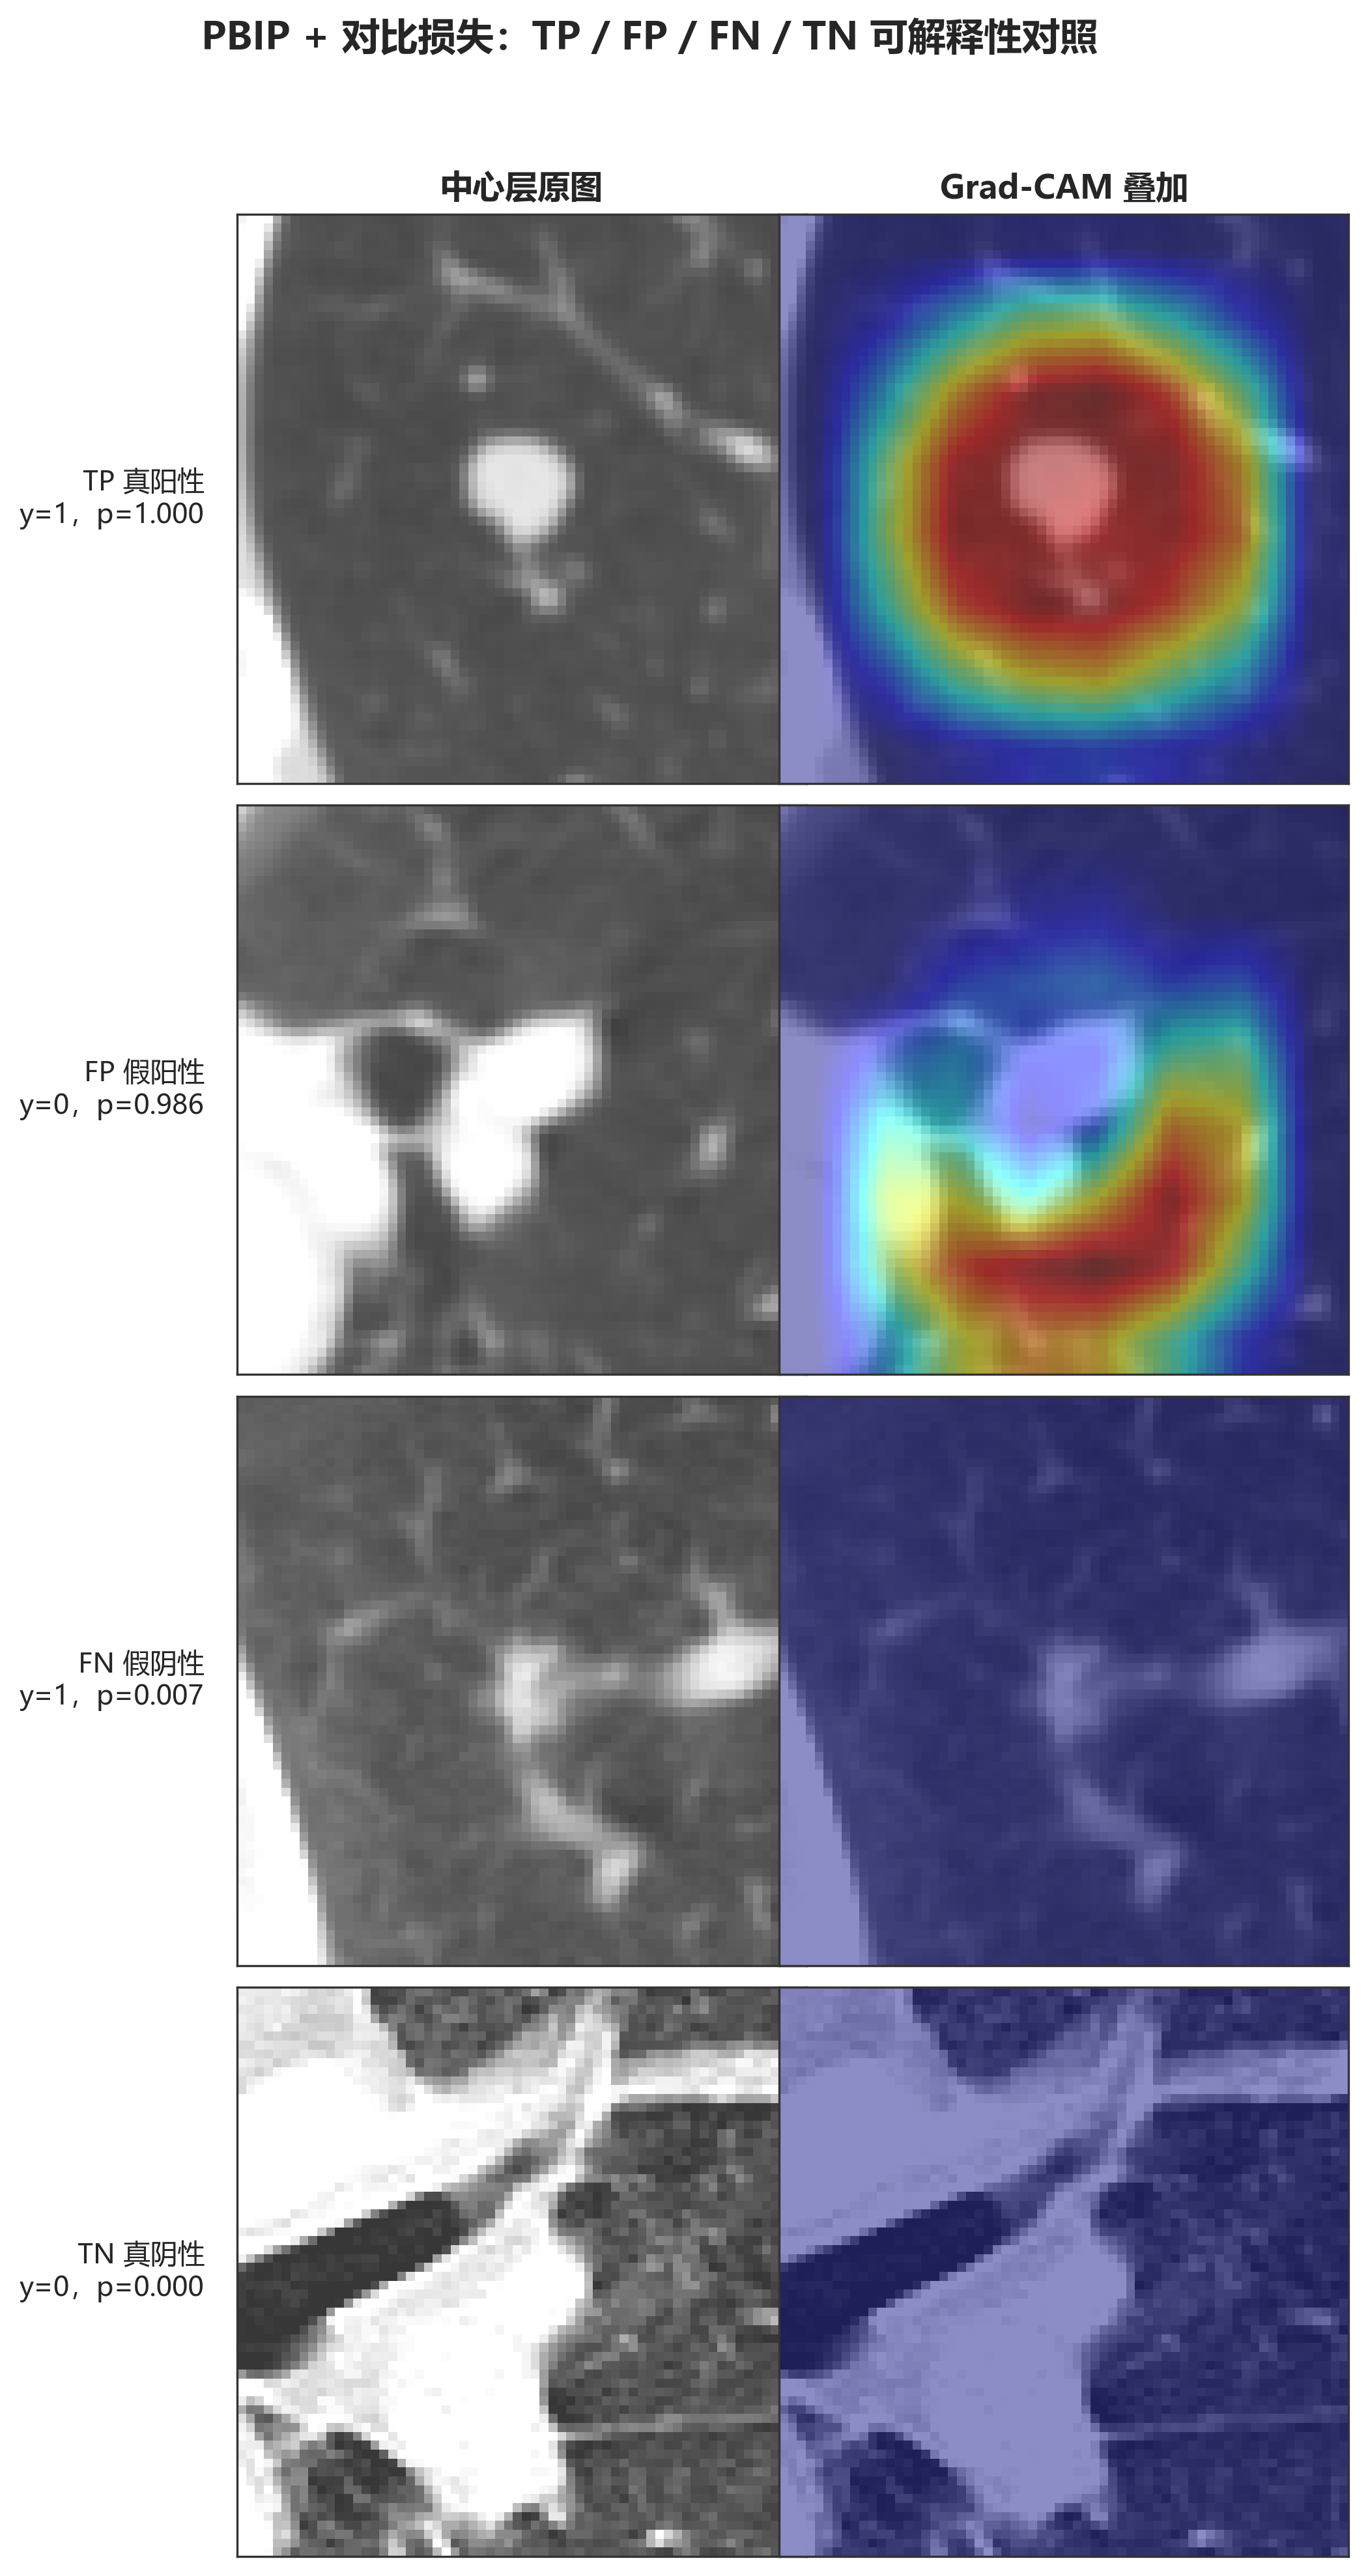 PBIP + 对比损失：TP / FP / FN / TN 可解释性对照
中心层原图
Grad-CAM 叠加
TP 真阳性
y=1，p=1.000
FP 假阳性
y=0，p=0.986
FN 假阴性
y=1，p=0.007
TN 真阴性
y=0，p=0.000